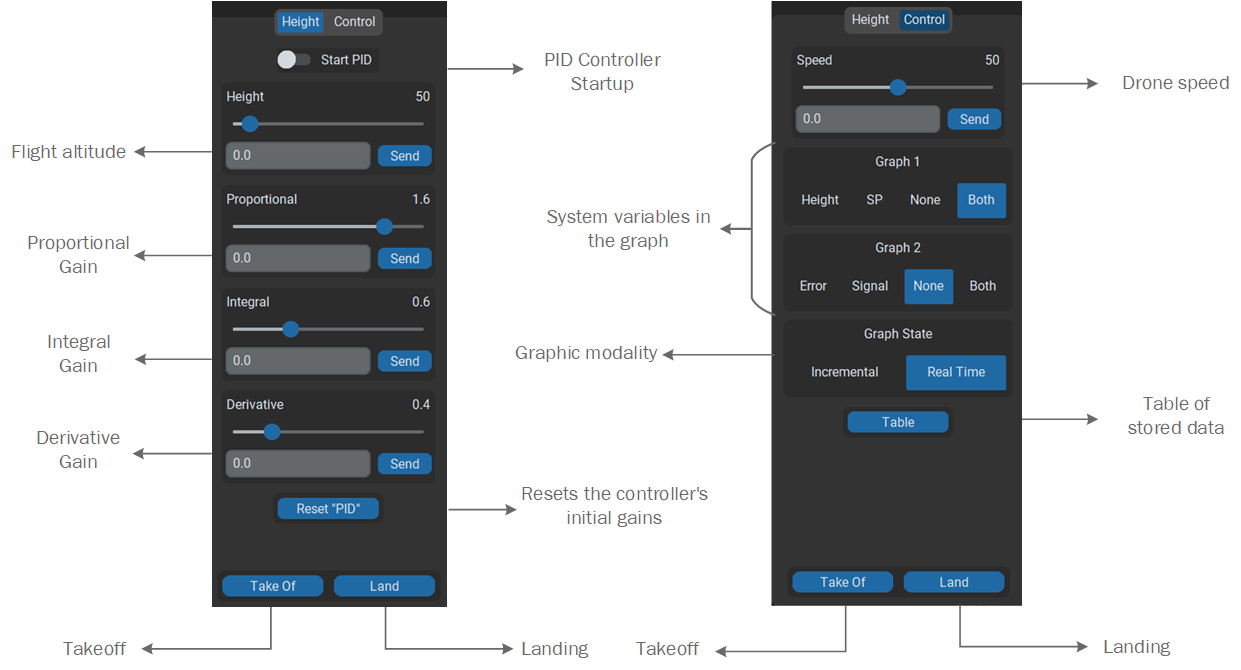 Height Control
Start PID
Height 50
0.0 Send
Proportional 1.6
0.0 Send
Integral 0.6
0.0 Send
Derivative 0.4
0.0 Send
Reset "PID"
Take Of Land
Flight altitude
Proportional
Gain
Integral
Gain
Derivative
Gain
Takeoff
Landing
PID Controller
Startup
Resets the controller's
initial gains
Height Control
Speed 50
0.0 Send
Graph 1
Height SP None Both
Graph 2
Error Signal None Both
Graph State
Incremental Real Time
Table
Take Of Land
System variables in
the graph
Graphic modality
Takeoff
Drone speed
Table of
stored data
Landing